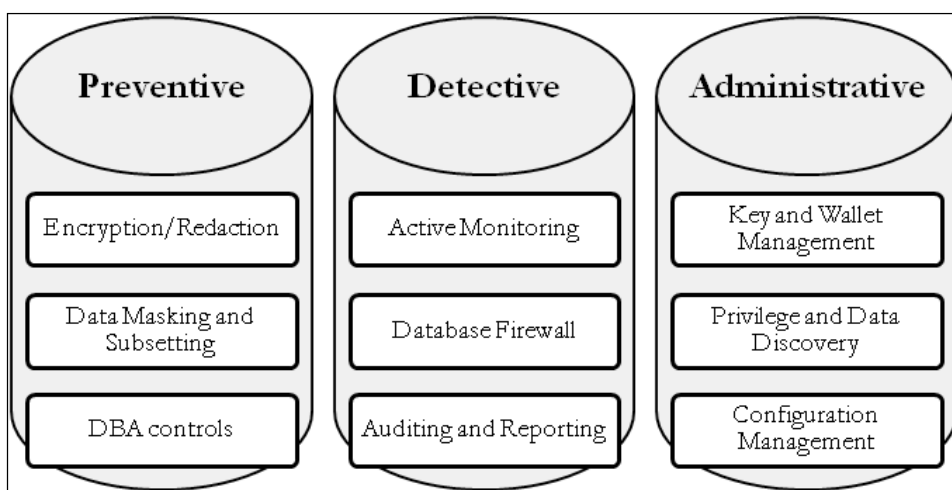 Preventive
Encryption/Redaction
Data Masking and
Subsetting
DBA controls
Detective
Active Monitoring
Database Firewall
Auditing and Reporting
Administrative
Key and Wallet
Management
Privilege and Data
Discovery
Configuration
Management